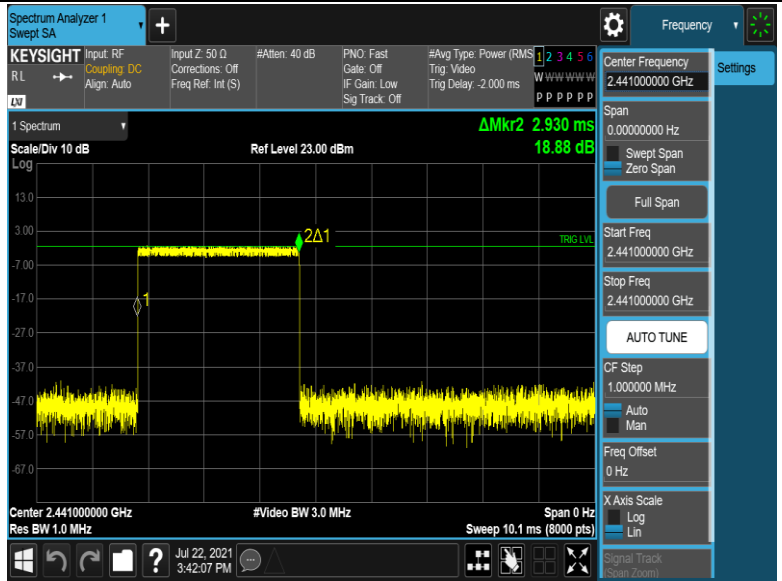 Spectrum Analyzer 1
Swept SA
Frequency
KEYSIGHT
RL
LXI
Input: RF
Coupling: DC
Align: Auto
Input Z: 50 Ω
Corrections: Off
Freq Ref: Int (S)
#Atten: 40 dB
PNO: Fast
Gate: Off
IF Gain: Low
Sig Track: Off
#Avg Type: Power (RMS
Trig: Video
Trig Delay: -2.000 ms
1 2 3 4 5 6
W W W W W W
P P P P P P
1 Spectrum
ΔMkr2 2.930 ms
Scale/Div 10 dB
Ref Level 23.00 dBm
18.88 dB
Log
13.0
3.00
2Δ1
TRIG LVL
-7.00
-17.0
1
-27.0
-37.0
-47.0
-57.0
-67.0
Center 2.441000000 GHz
#Video BW 3.0 MHz
Span 0 Hz
Res BW 1.0 MHz
Sweep 10.1 ms (8000 pts)
Jul 22, 2021
3:42:07 PM
Center Frequency
2.441000000 GHz
Settings
Span
0.00000000 Hz
Swept Span
Zero Span
Full Span
Start Freq
2.441000000 GHz
Stop Freq
2.441000000 GHz
AUTO TUNE
CF Step
1.000000 MHz
Auto
Man
Freq Offset
0 Hz
X Axis Scale
Log
Lin
Signal Track
(Span Zoom)